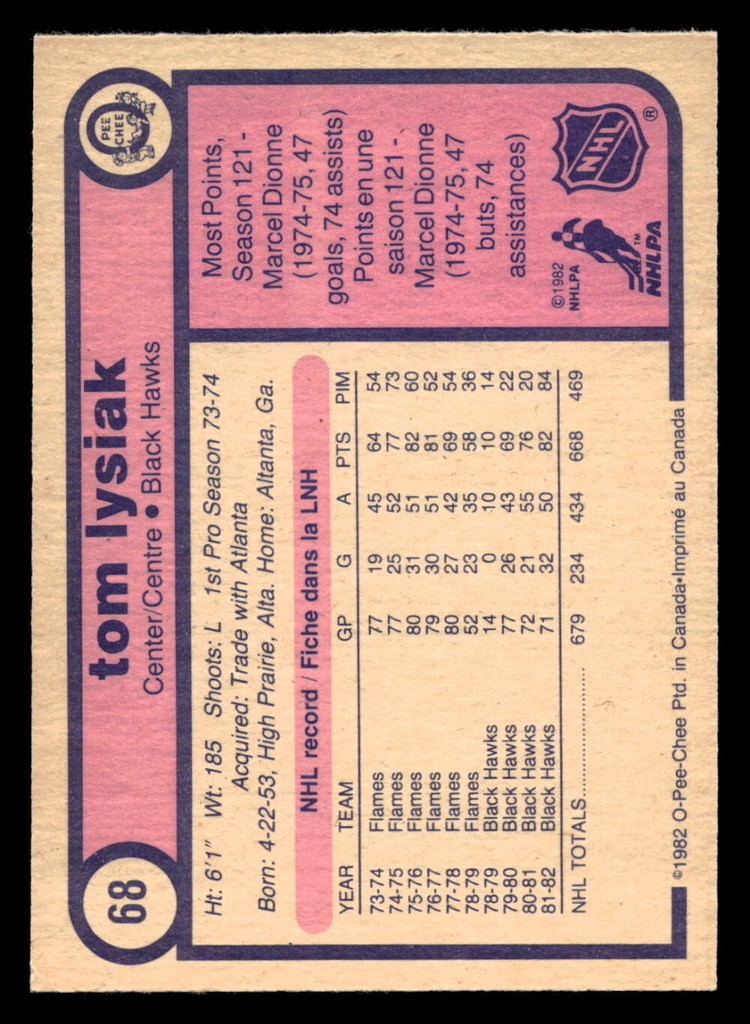 68
tom lysiak
Center/Centre • Black Hawks
O
PEE
CHEE
Ht: 6'1" Wt: 185 Shoots: L 1st Pro Season 73-74
Acquired: Trade with Atlanta
Born: 4-22-53, High Prairie, Alta. Home: Altanta, Ga.
NHL record / Fiche dans la LNH
YEAR TEAM GP G A PTS PIM
73-74 Flames 77 19 45 64 54
74-75 Flames 77 25 52 77 73
75-76 Flames 80 31 51 82 60
76-77 Flames 79 30 51 81 52
77-78 Flames 80 27 42 69 54
78-79 Flames 52 23 35 58 36
78-79 Black Hawks 14 0 10 10 14
79-80 Black Hawks 77 26 43 69 22
80-81 Black Hawks 72 21 55 76 20
81-82 Black Hawks 71 32 50 82 84
NHL TOTALS.................... 679 234 434 668 469
Most Points,
Season 121 -
Marcel Dionne
(1974-75, 47
goals, 74 assists)
Points en une
saison 121 -
Marcel Dionne
(1974-75, 47
buts, 74
assistances)
©1982
NHLPA
™
NHLPA
NHL
®
©1982 O-Pee-Chee Ptd. in Canada•Imprimé au Canada